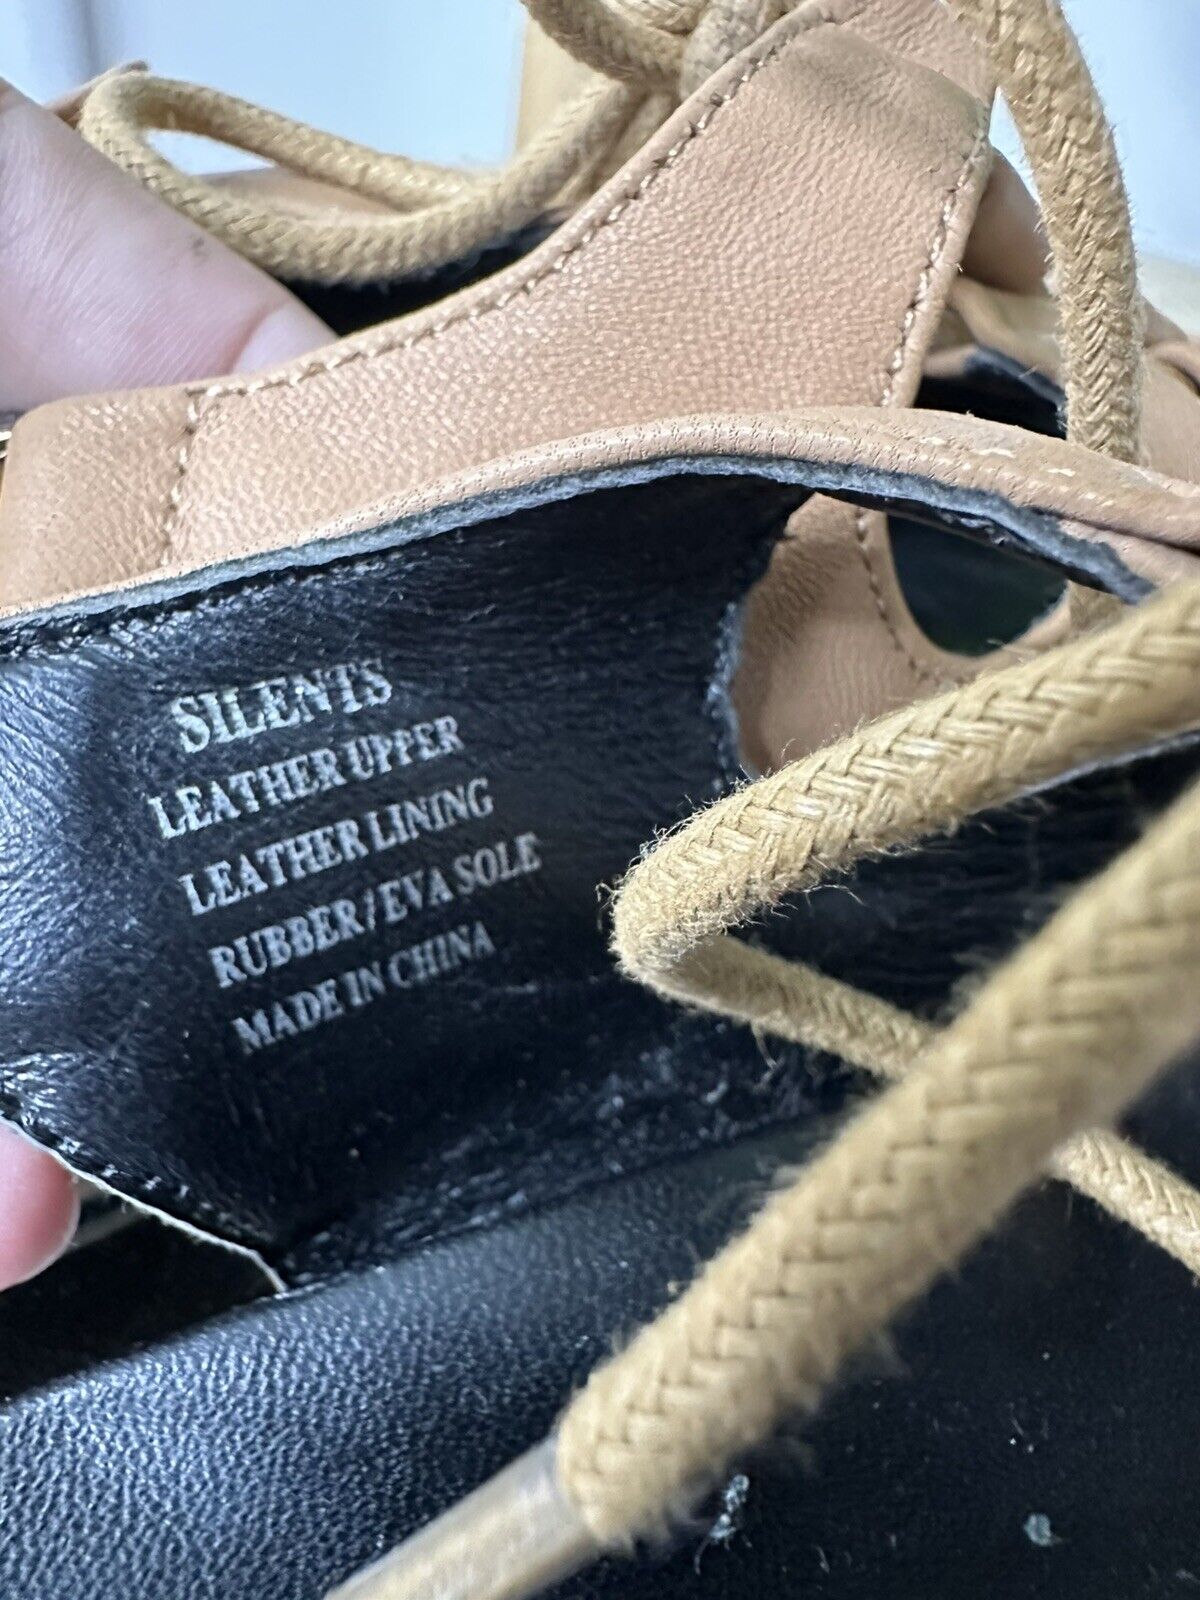 SILENTS
LEATHER UPPER
LEATHER LINING
RUBBER/EVA SOLE
MADE IN CHINA